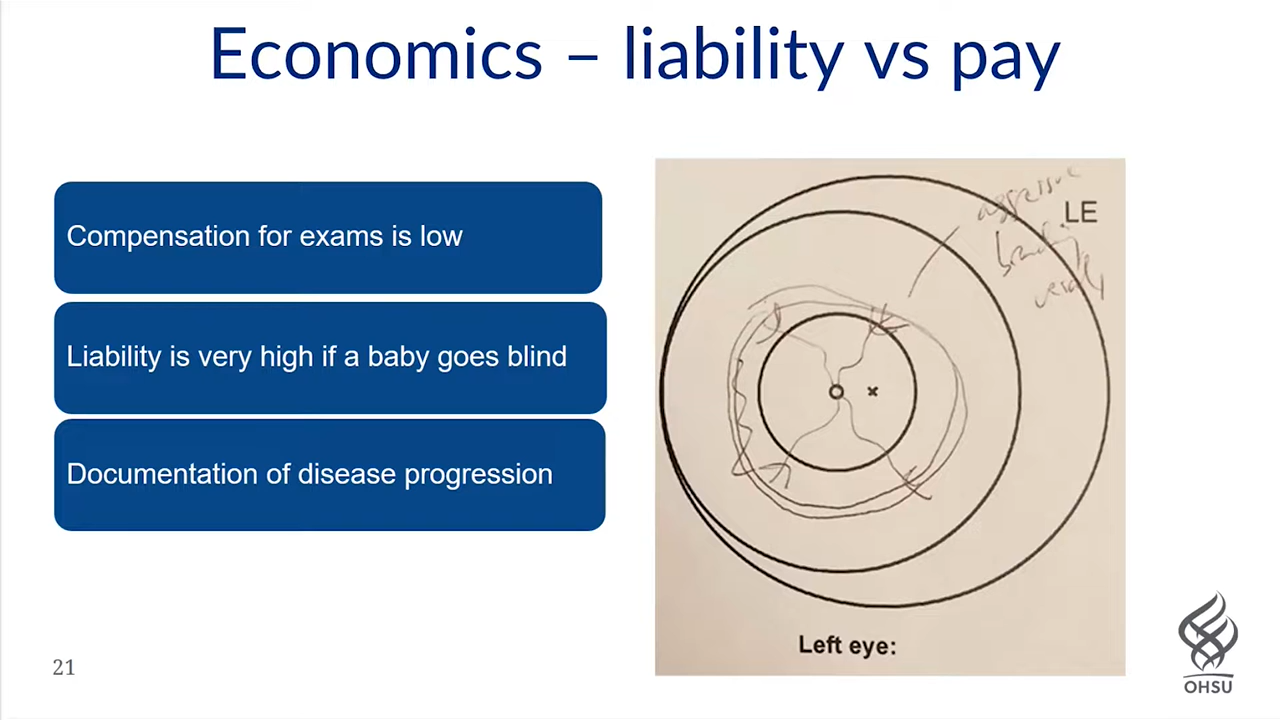 Economics – liability vs pay
Compensation for exams is low
Liability is very high if a baby goes blind
Documentation of disease progression
aggressive
LE
Left eye:
21
OHSU